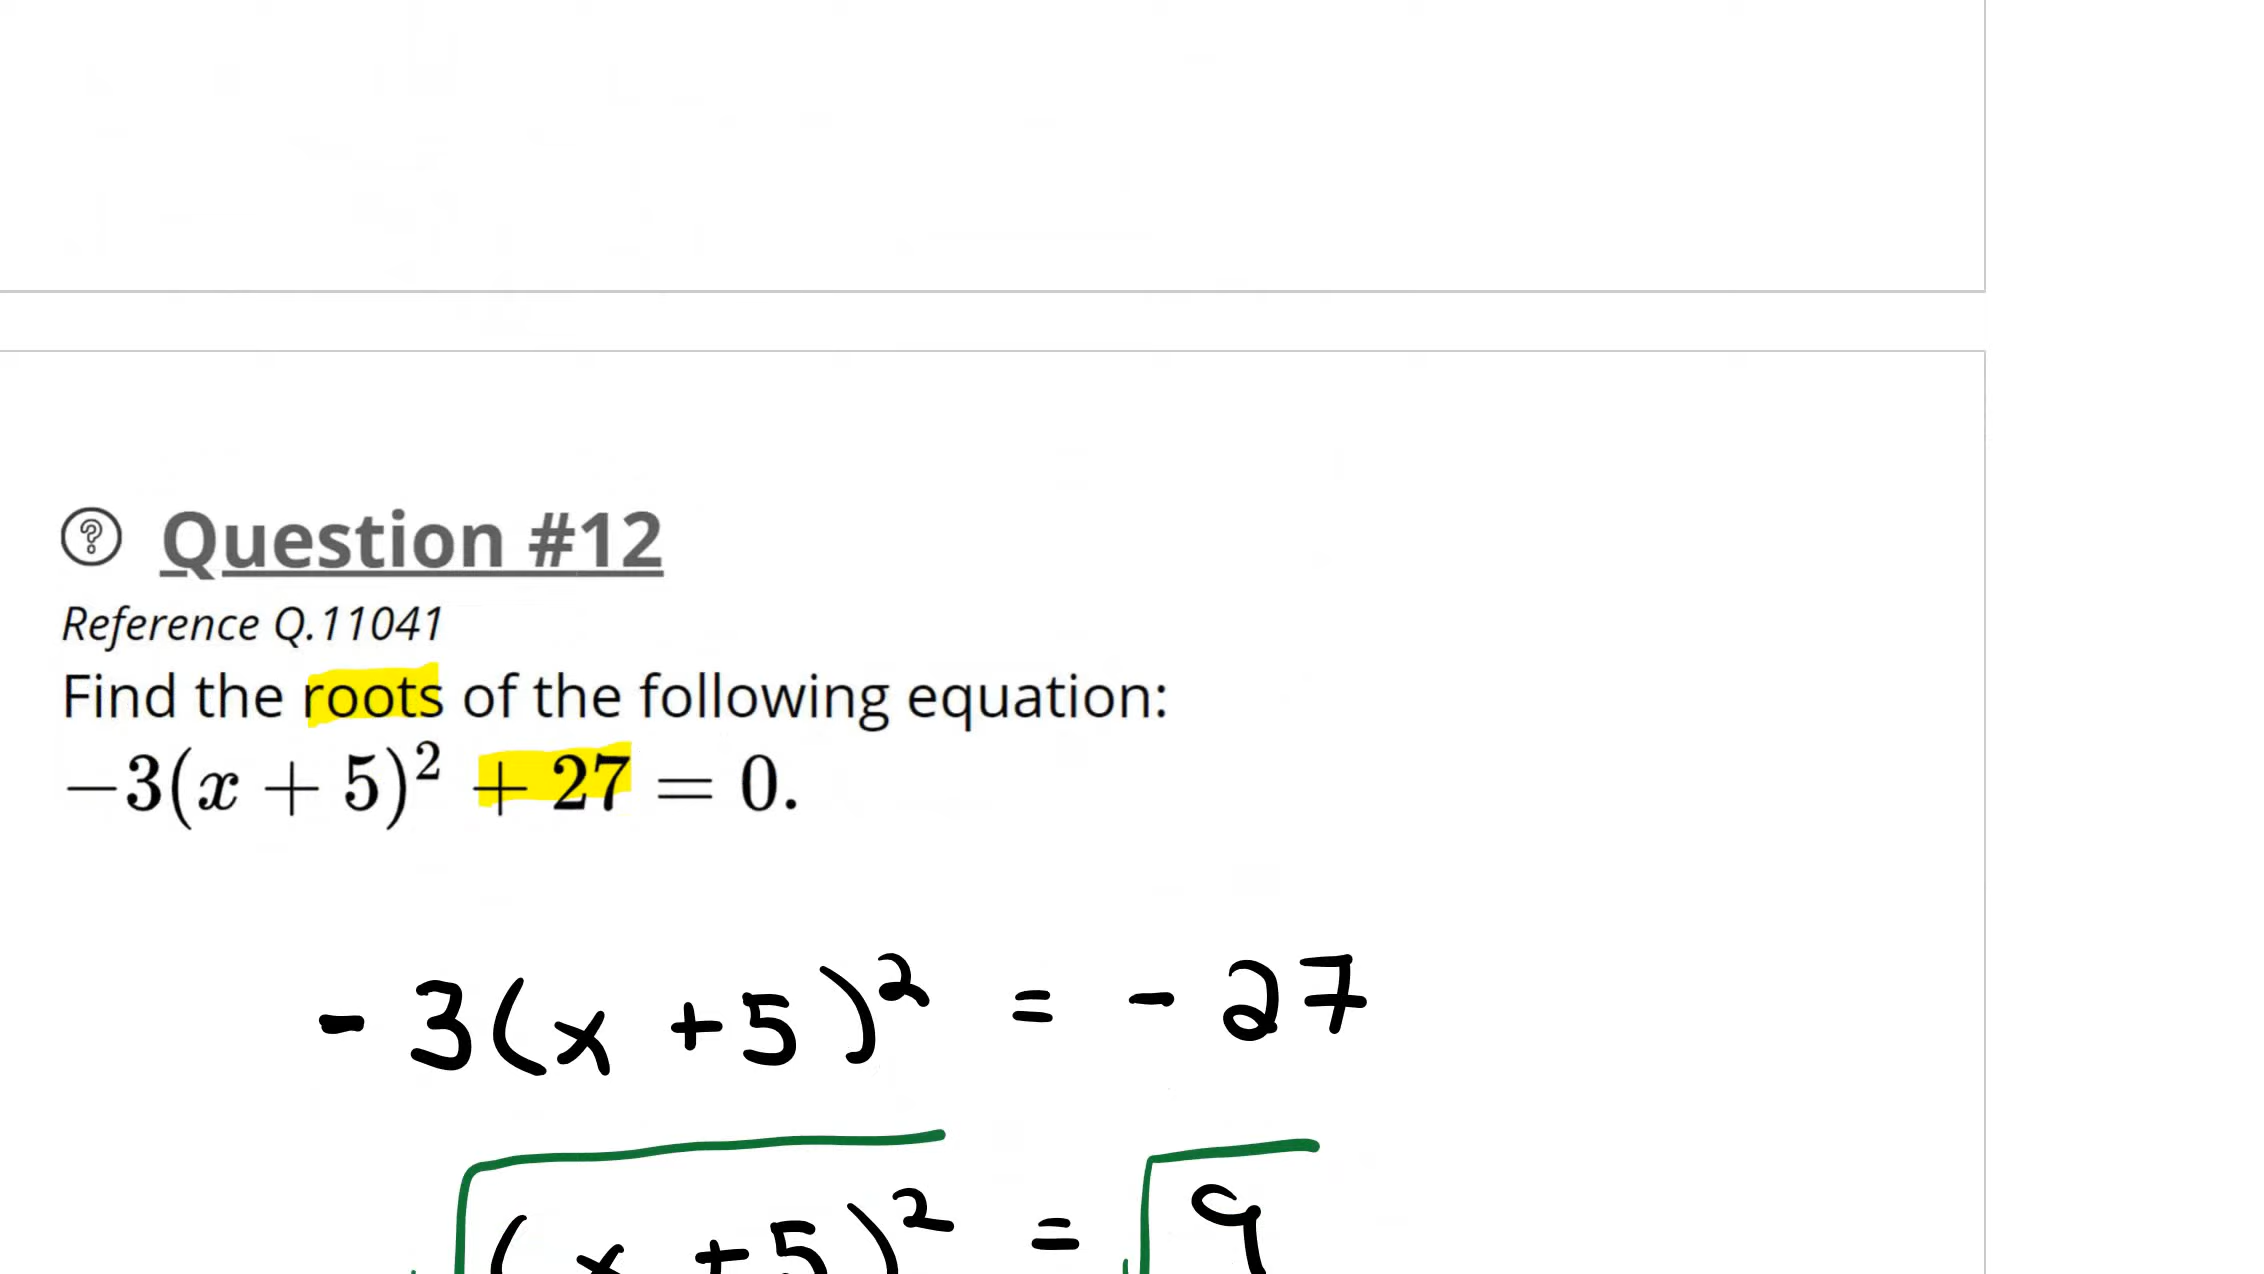 Question #12
Reference Q.11041
Find the roots of the following equation:
−3(x + 5)² + 27 = 0.
- 3(x +5)² = - 27
√(x +5)² = √9